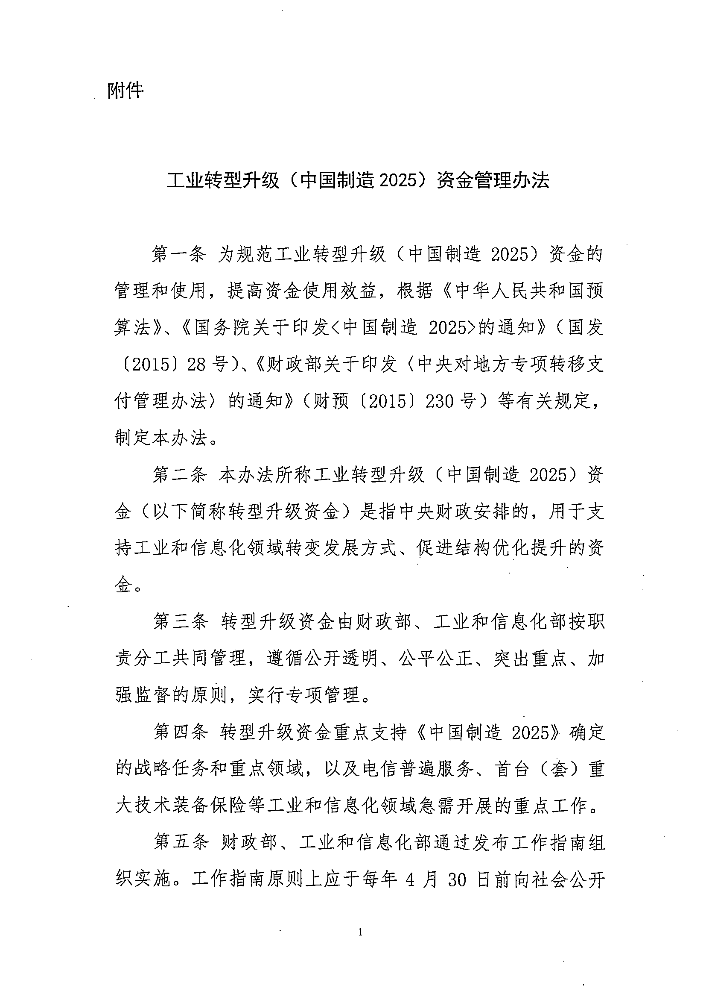 附件
工业转型升级（中国制造2025）资金管理办法
第一条 为规范工业转型升级（中国制造 2025）资金的
管理和使用，提高资金使用效益，根据《中华人民共和国预
算法》、《国务院关于印发<中国制造 2025>的通知》（国发
〔2015〕28 号）、《财政部关于印发〈中央对地方专项转移支
付管理办法〉的通知》（财预〔2015〕230 号）等有关规定，
制定本办法。
第二条 本办法所称工业转型升级（中国制造 2025）资
金（以下简称转型升级资金）是指中央财政安排的，用于支
持工业和信息化领域转变发展方式、促进结构优化提升的资
金。
第三条 转型升级资金由财政部、工业和信息化部按职
责分工共同管理，遵循公开透明、公平公正、突出重点、加
强监督的原则，实行专项管理。
第四条 转型升级资金重点支持《中国制造 2025》确定
的战略任务和重点领域，以及电信普遍服务、首台（套）重
大技术装备保险等工业和信息化领域急需开展的重点工作。
第五条 财政部、工业和信息化部通过发布工作指南组
织实施。工作指南原则上应于每年 4 月 30 日前向社会公开
1